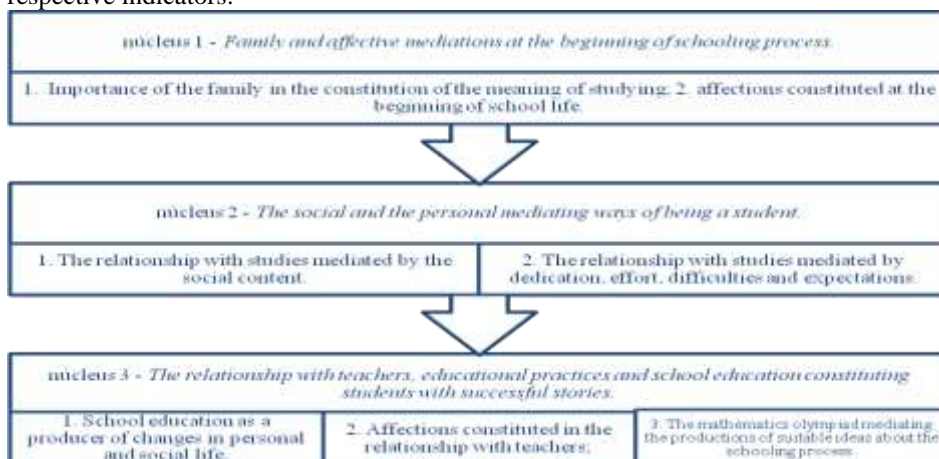 respective indicators.
núcleus 1 - Family and affective mediations at the beginning of schooling process.
1. Importance of the family in the constitution of the meaning of studying; 2. affections constituted at the
beginning of school life.
núcleus 2 - The social and the personal mediating ways of being a student.
1. The relationship with studies mediated by the
social content.
2. The relationship with studies mediated by
dedication, effort, difficulties and expectations.
núcleus 3 - The relationship with teachers, educational practices and school education constituting
students with successful stories.
1. School education as a
producer of changes in personal
and social life.
2. Affections constituted in the
relationship with teachers;
3. The mathematics olympiad mediating
the productions of suitable ideas about the
schooling process